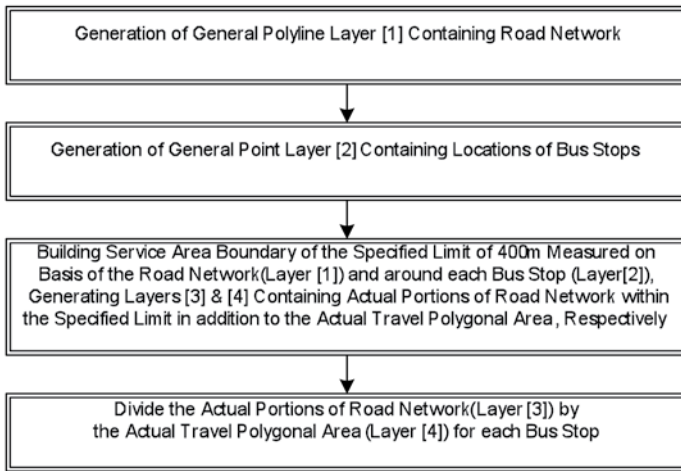 Generation of General Polyline Layer [1] Containing Road Network
Generation of General Point Layer [2] Containing Locations of Bus Stops
Building Service Area Boundary of the Specified Limit of 400m Measured on
Basis of the Road Network(Layer [1]) and around each Bus Stop (Layer[2]),
Generating Layers [3] & [4] Containing Actual Portions of Road Network within
the Specified Limit in addition to the Actual Travel Polygonal Area, Respectively
Divide the Actual Portions of Road Network(Layer [3]) by
the Actual Travel Polygonal Area (Layer [4]) for each Bus Stop